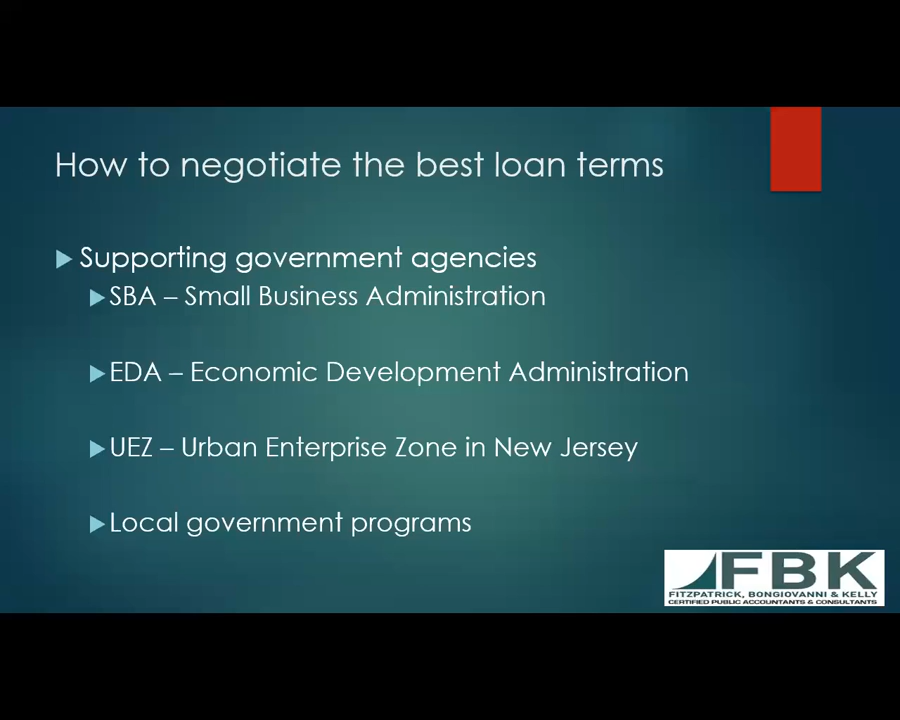 How to negotiate the best loan terms
Supporting government agencies
SBA – Small Business Administration
EDA – Economic Development Administration
UEZ – Urban Enterprise Zone in New Jersey
Local government programs
FBK
FITZPATRICK, BONGIOVANNI & KELLY
CERTIFIED PUBLIC ACCOUNTANTS & CONSULTANTS